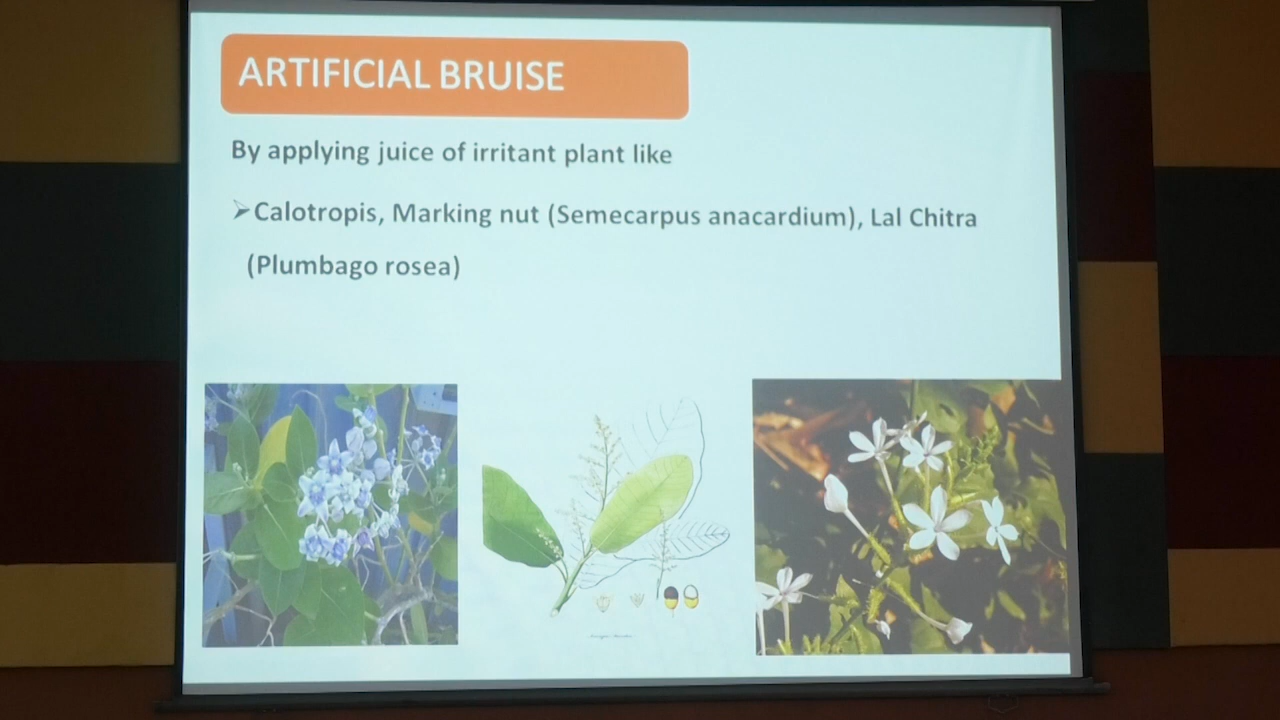 ARTIFICIAL BRUISE
By applying juice of irritant plant like
➢Calotropis, Marking nut (Semecarpus anacardium), Lal Chitra
(Plumbago rosea)